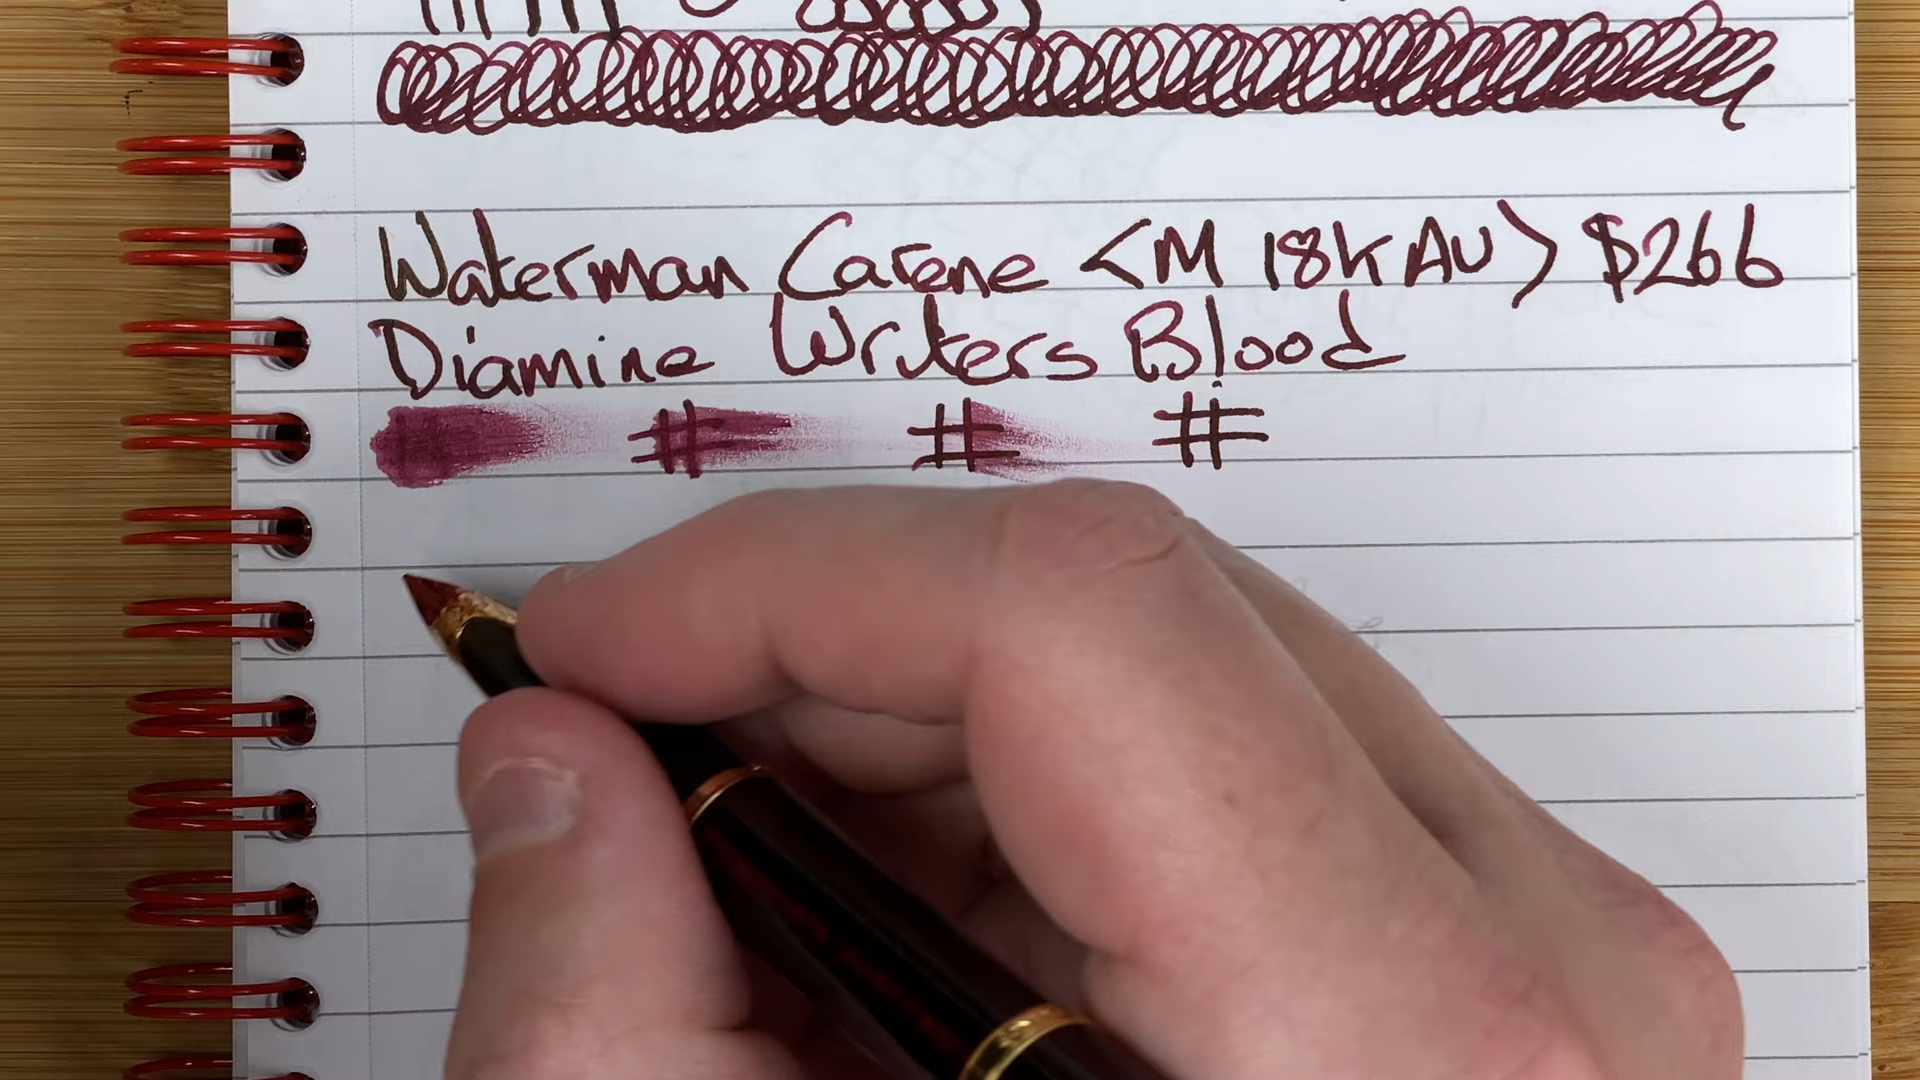 Waterman Carene <M 18K AU> $266
Diamine Writers Blood
# # #